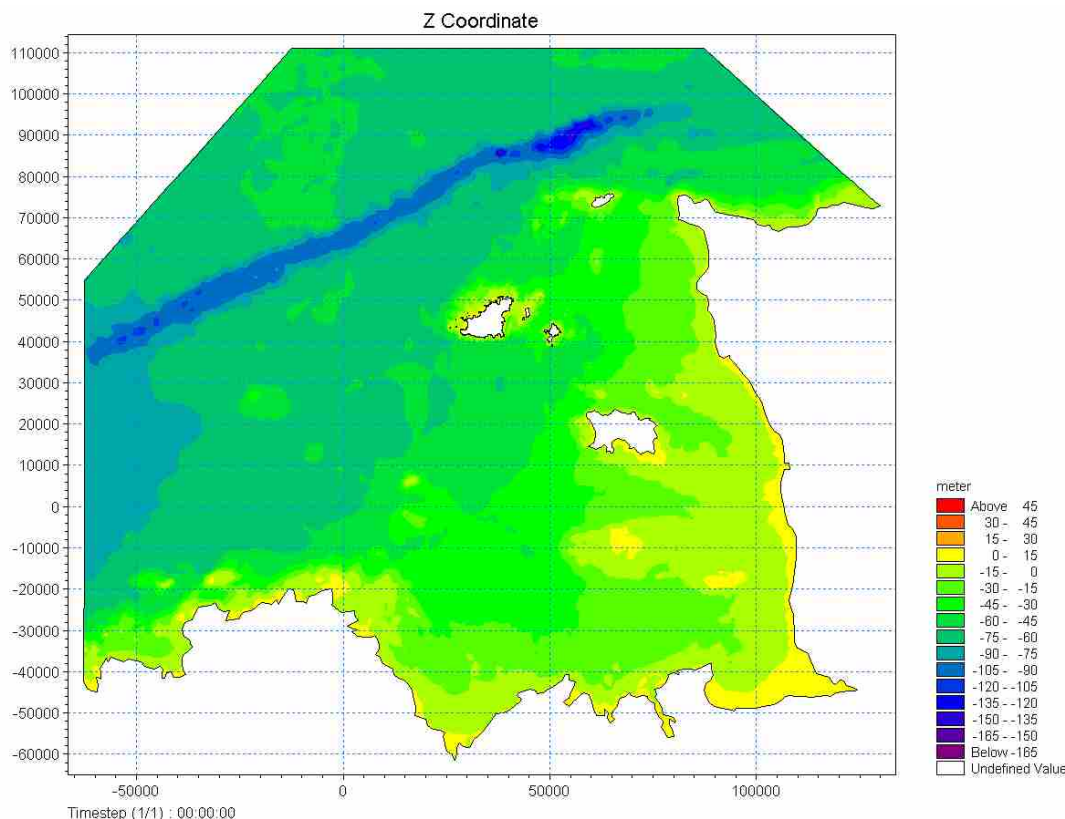 Z Coordinate
110000
100000
90000
80000
70000
60000
50000
40000
30000
20000
10000
0
-10000
-20000
-30000
-40000
-50000
-60000
-50000 0 50000 100000
Timestep (1/1) : 00:00:00
meter
Above 45
30 - 45
15 - 30
0 - 15
-15 - 0
-30 - -15
-45 - -30
-60 - -45
-75 - -60
-90 - -75
-105 - -90
-120 - -105
-135 - -120
-150 - -135
-165 - -150
Below -165
Undefined Value